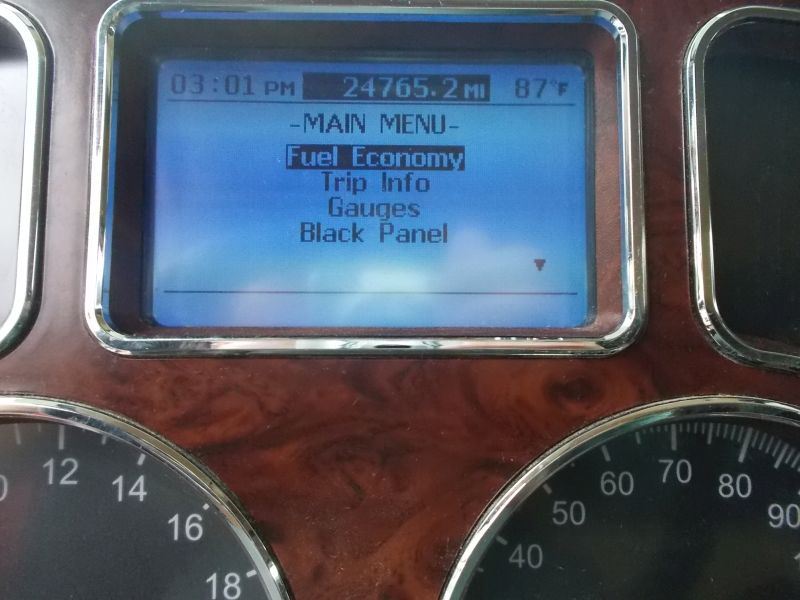 03:01 PM 24765.2 MI 87°F
-MAIN MENU-
Fuel Economy
Trip Info
Gauges
Black Panel
12
14
16
18
40
50
60
70
80
90